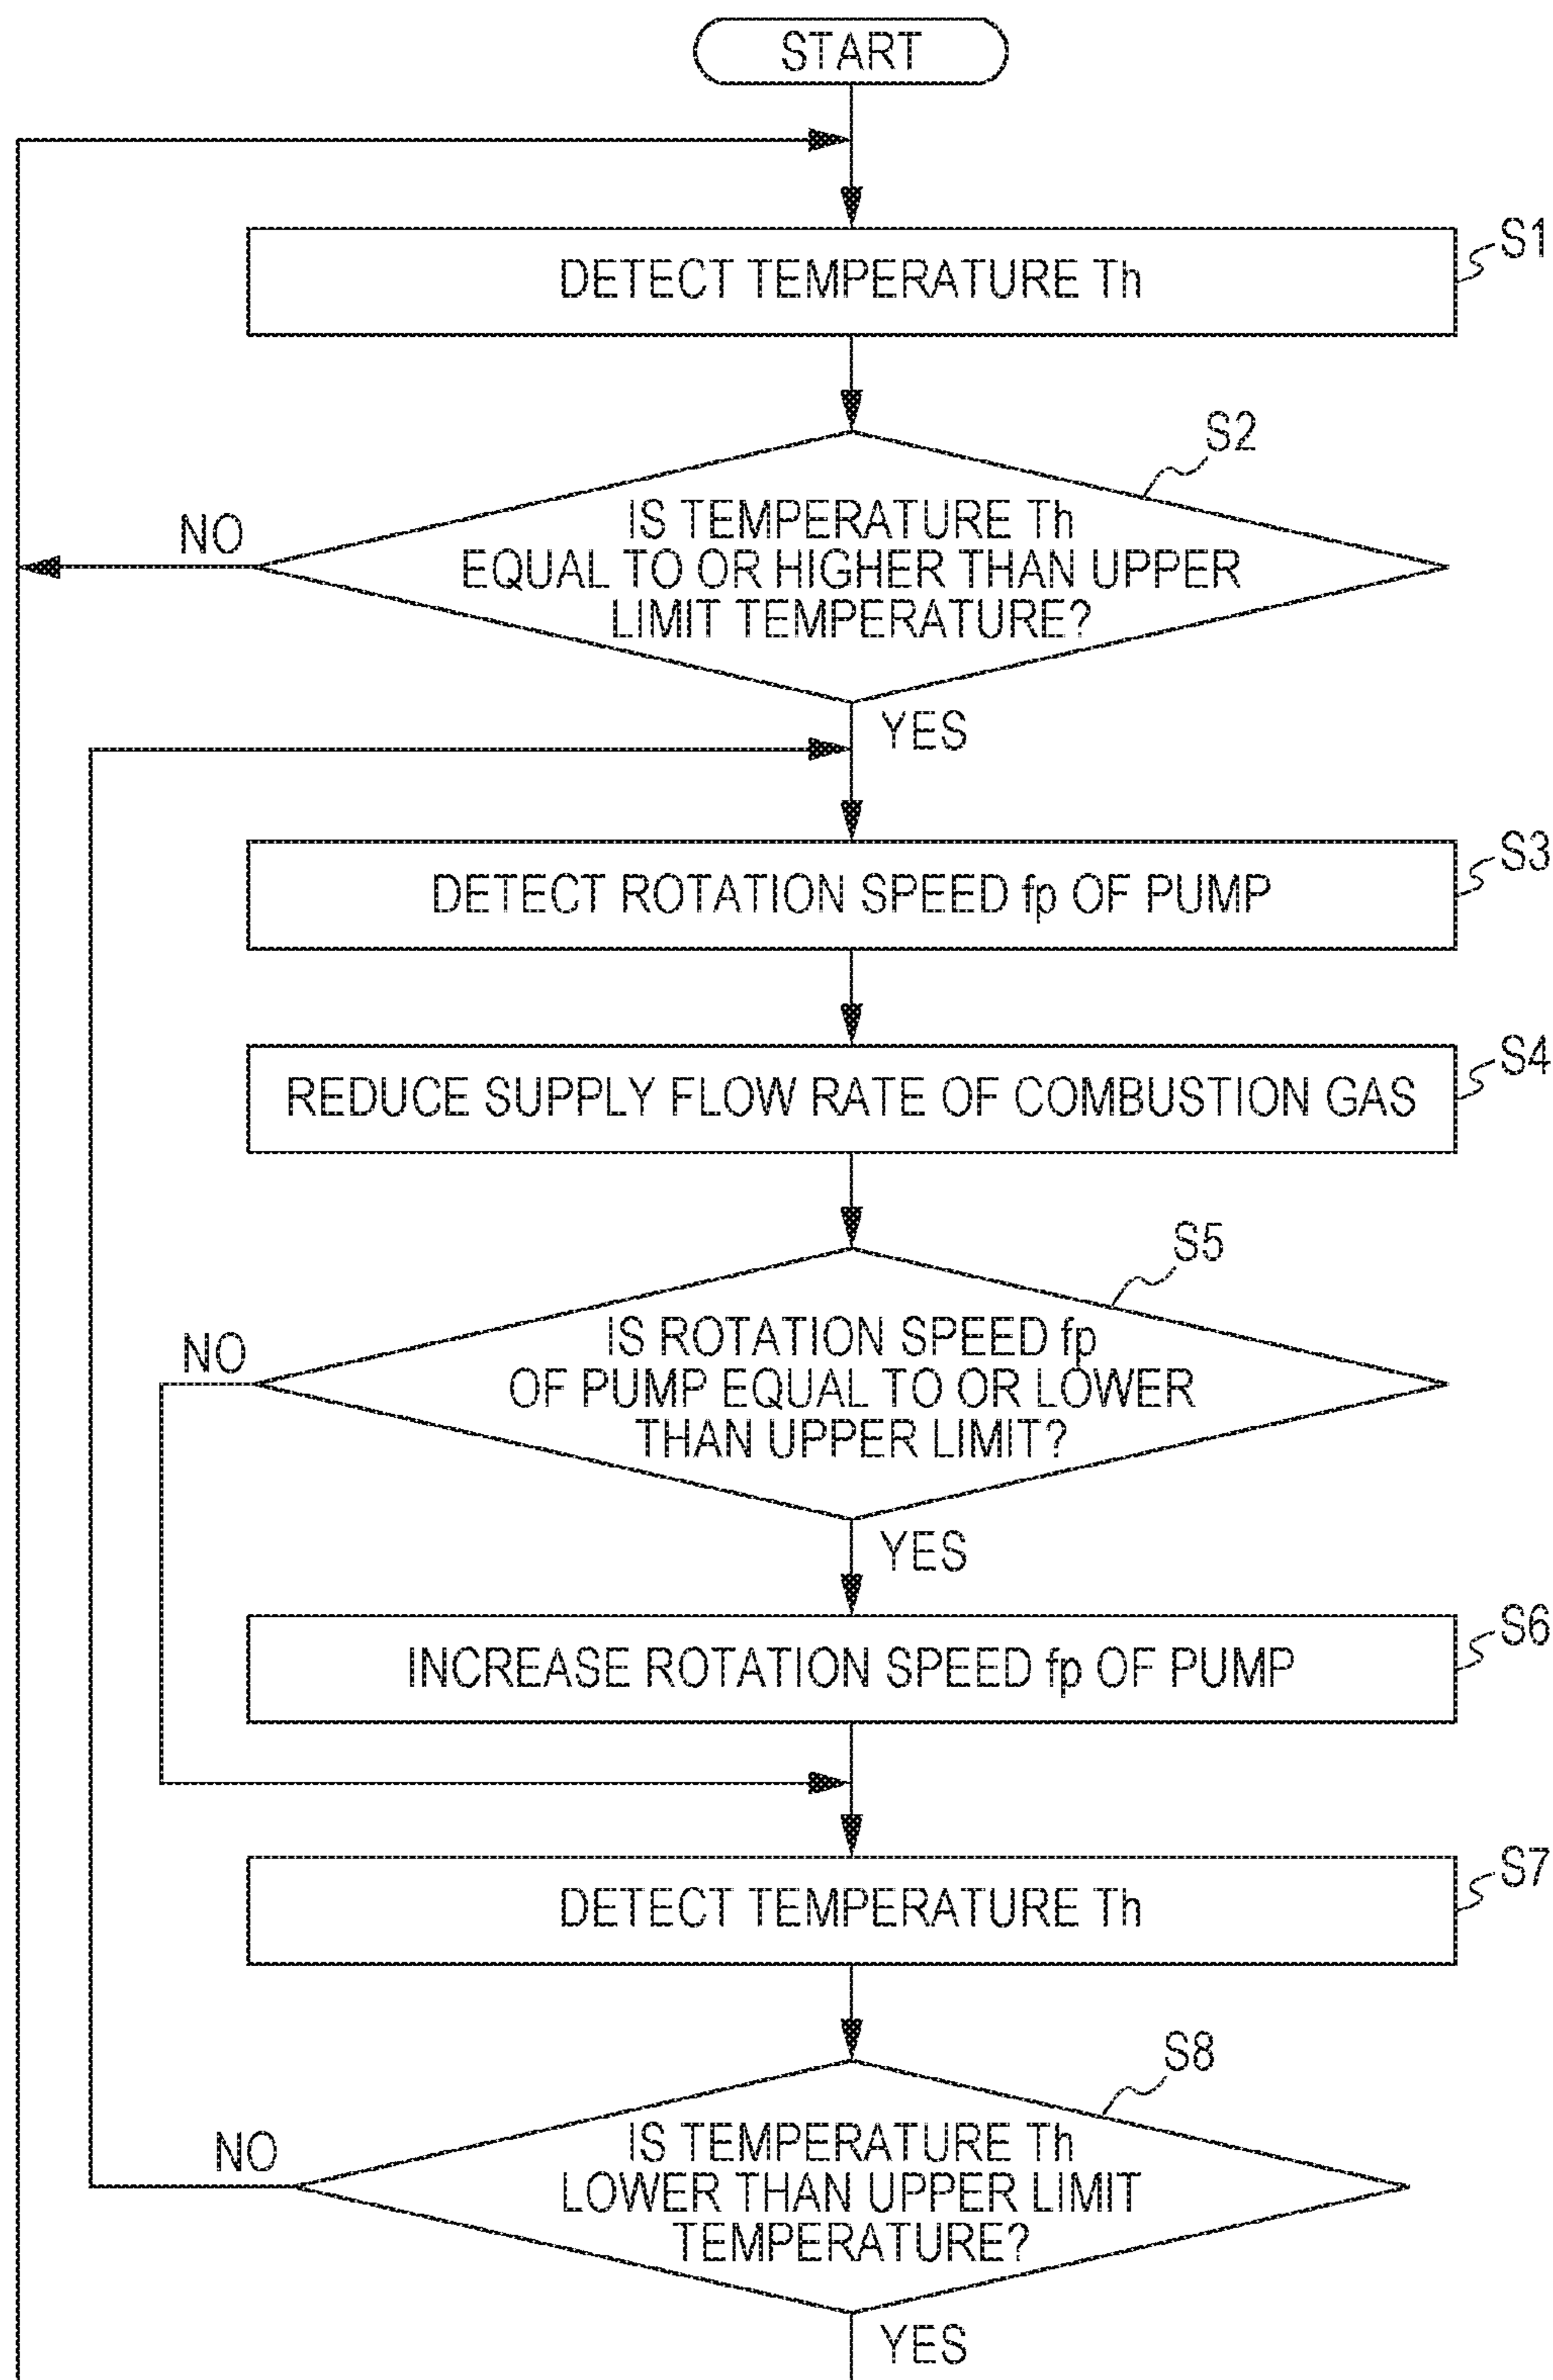 START
DETECT TEMPERATURE Th
S1
S2
IS TEMPERATURE Th
EQUAL TO OR HIGHER THAN UPPER
LIMIT TEMPERATURE?
NO
YES
DETECT ROTATION SPEED fp OF PUMP
S3
REDUCE SUPPLY FLOW RATE OF COMBUSTION GAS
S4
S5
IS ROTATION SPEED fp
OF PUMP EQUAL TO OR LOWER
THAN UPPER LIMIT?
NO
YES
INCREASE ROTATION SPEED fp OF PUMP
S6
DETECT TEMPERATURE Th
S7
S8
IS TEMPERATURE Th
LOWER THAN UPPER LIMIT
TEMPERATURE?
NO
YES